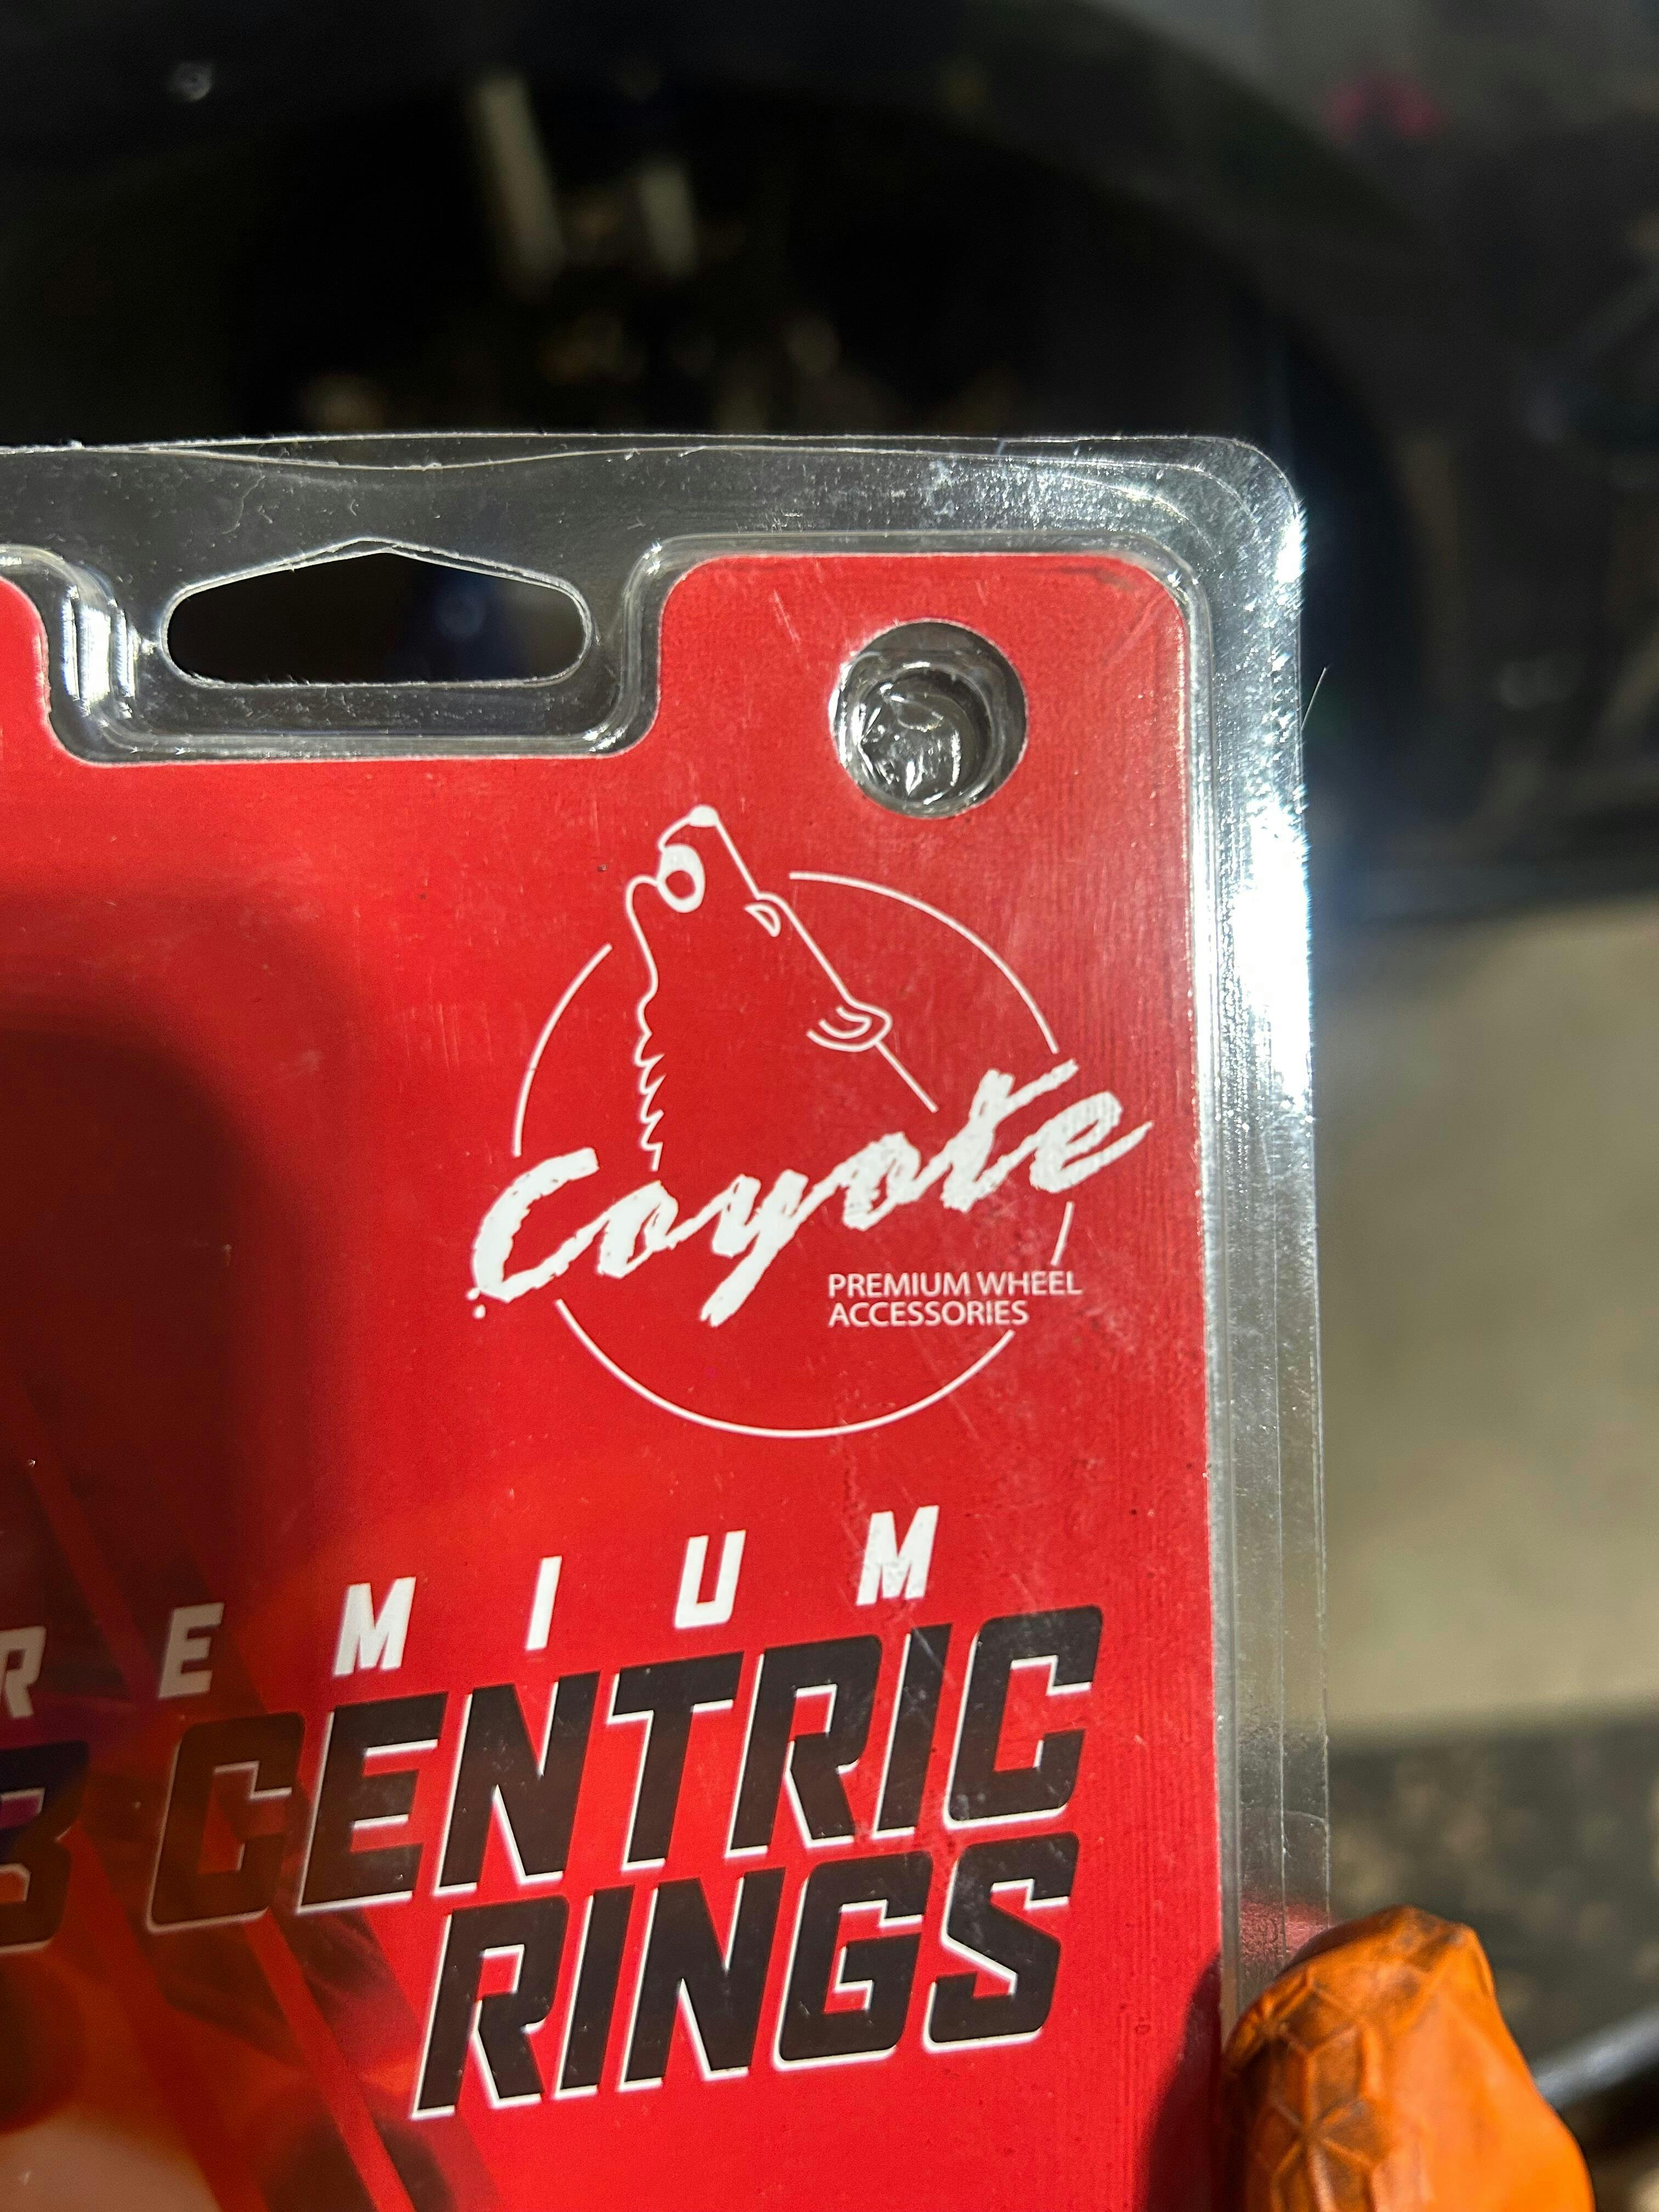 Coyote
PREMIUM WHEEL
ACCESSORIES
REMIUM
B CENTRIC
RINGS